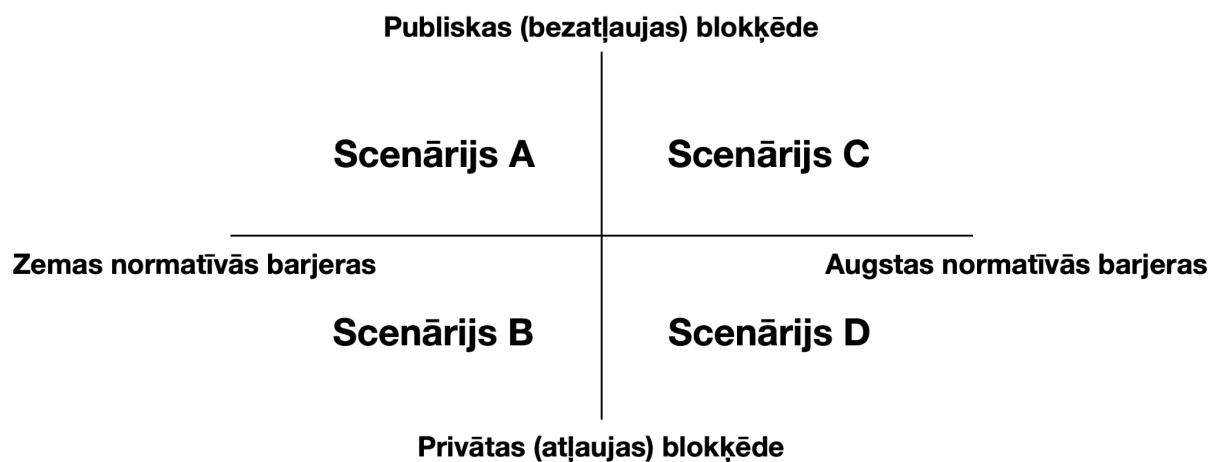 Publiskas (bezatļaujas) blokķēde
Scenārijs A
Scenārijs C
Zemas normatīvās barjeras
Augstas normatīvās barjeras
Scenārijs B
Scenārijs D
Privātas (atļaujas) blokķēde